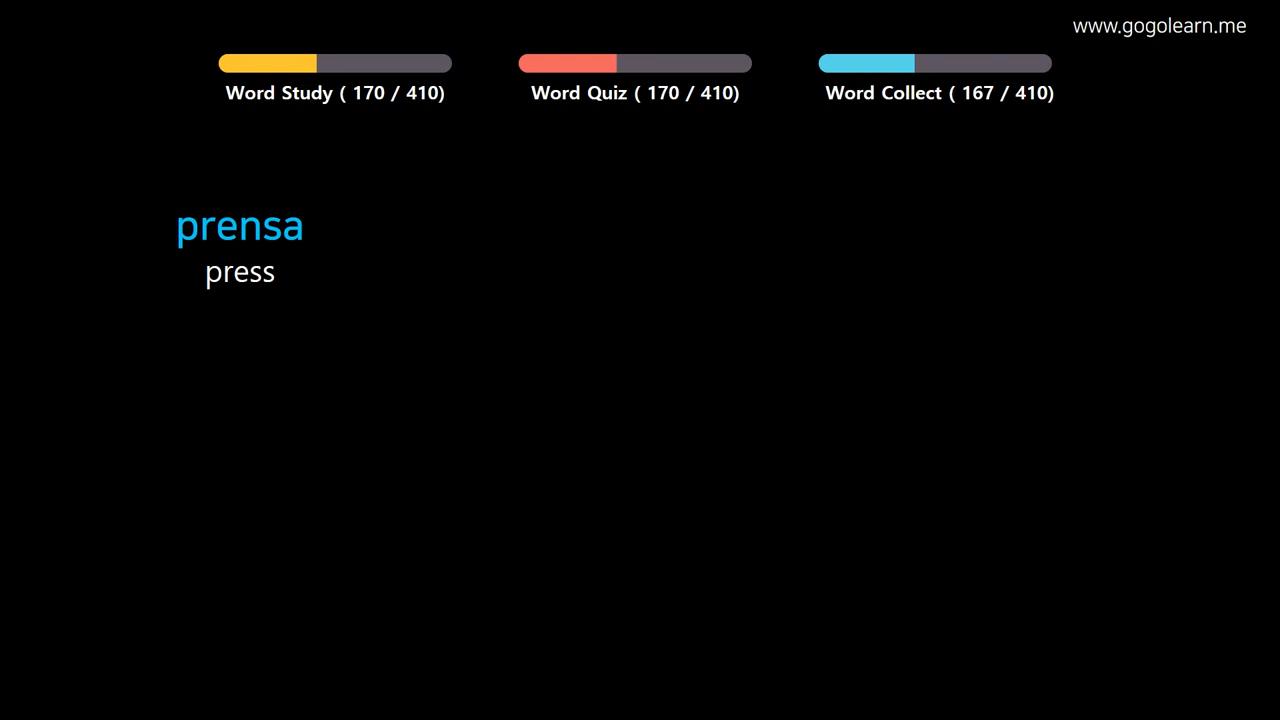 www.gogolearn.me
Word Study ( 170 / 410)
Word Quiz ( 170 / 410)
Word Collect ( 167 / 410)
prensa
press